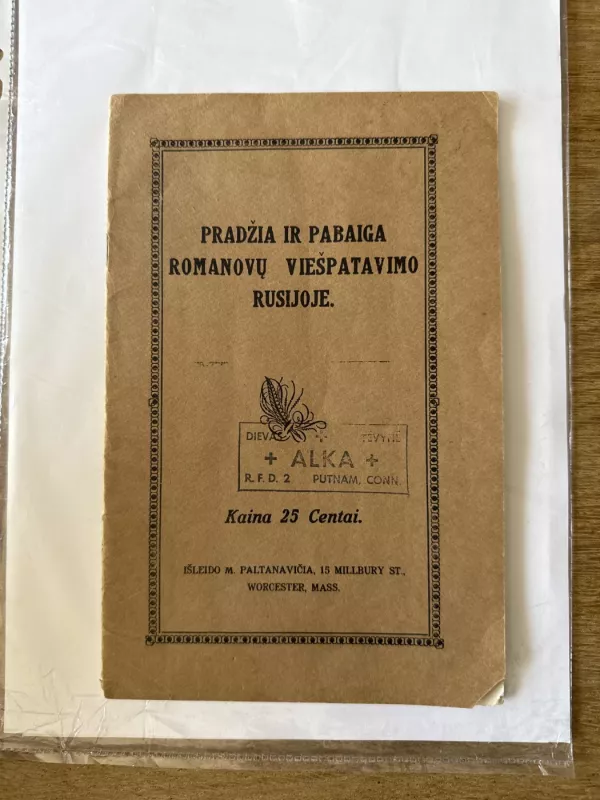 PRADŽIA IR PABAIGA
ROMANOVŲ VIEŠPATAVIMO
RUSIJOJE.
DIEVAS TĖVYNĖ
+ ALKA +
R. F. D. 2 PUTNAM, CONN.
Kaina 25 Centai.
IŠLEIDO M. PALTANAVIČIA, 15 MILLBURY ST.,
WORCESTER, MASS.